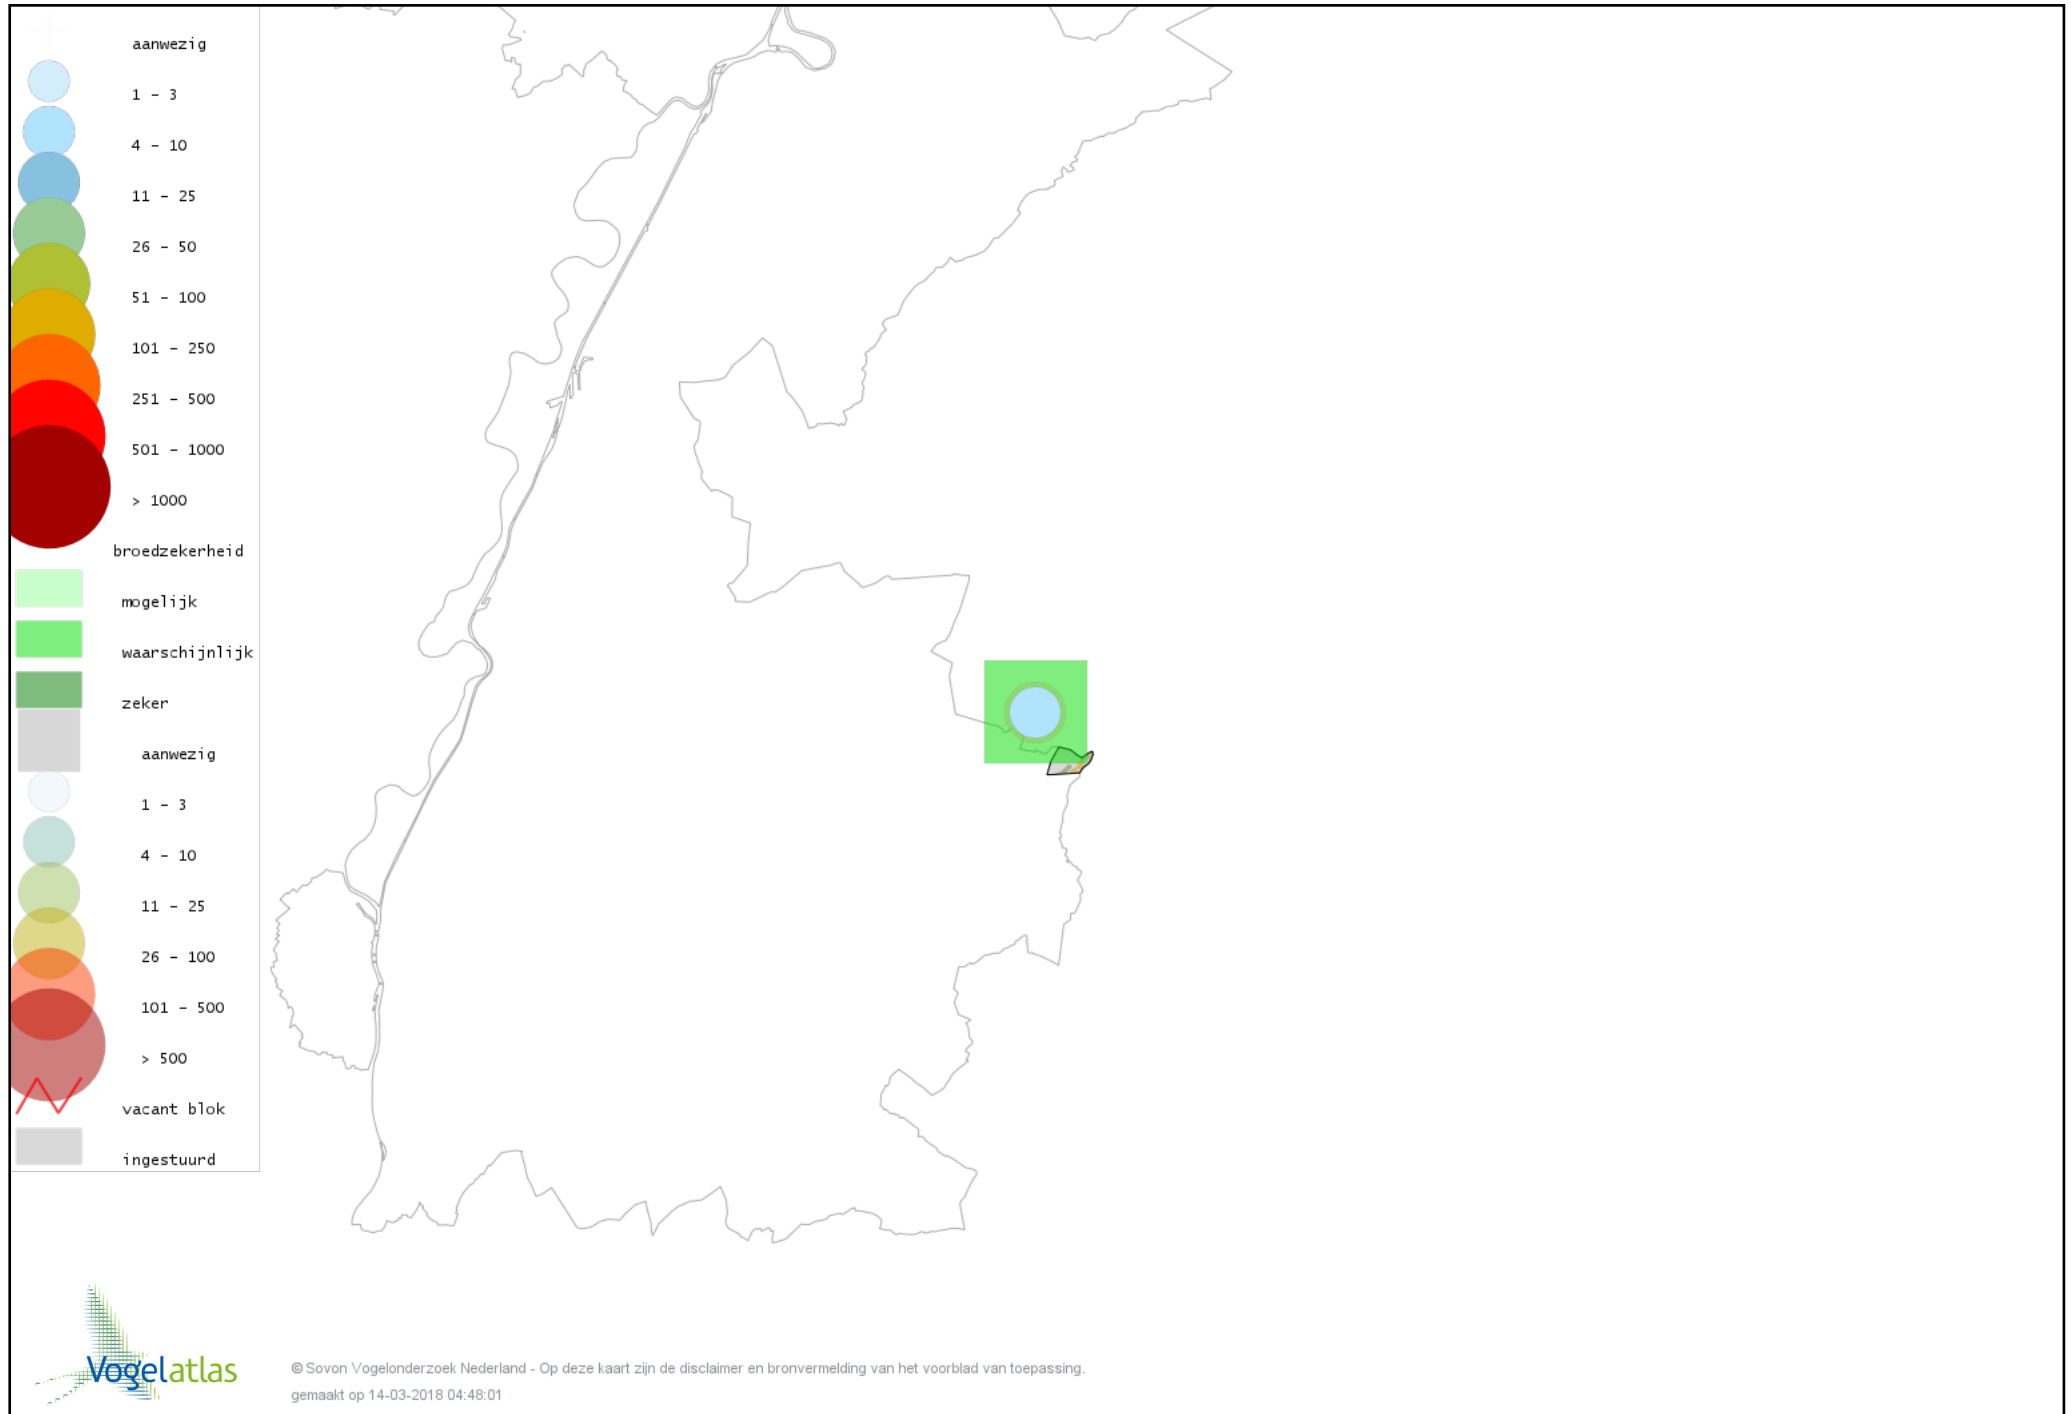 aanwezig
1 - 3
4 - 10
11 - 25
26 - 50
51 - 100
101 - 250
251 - 500
501 - 1000
> 1000
broedzekerheid
mogelijk
waarschijnlijk
zeker
aanwezig
1 - 3
4 - 10
11 - 25
26 - 100
101 - 500
> 500
vacant blok
ingestuurd
Vogelatlas
© Sovon Vogelonderzoek Nederland - Op deze kaart zijn de disclaimer en bronvermelding van het voorblad van toepassing.
gemaakt op 14-03-2018 04:48:01